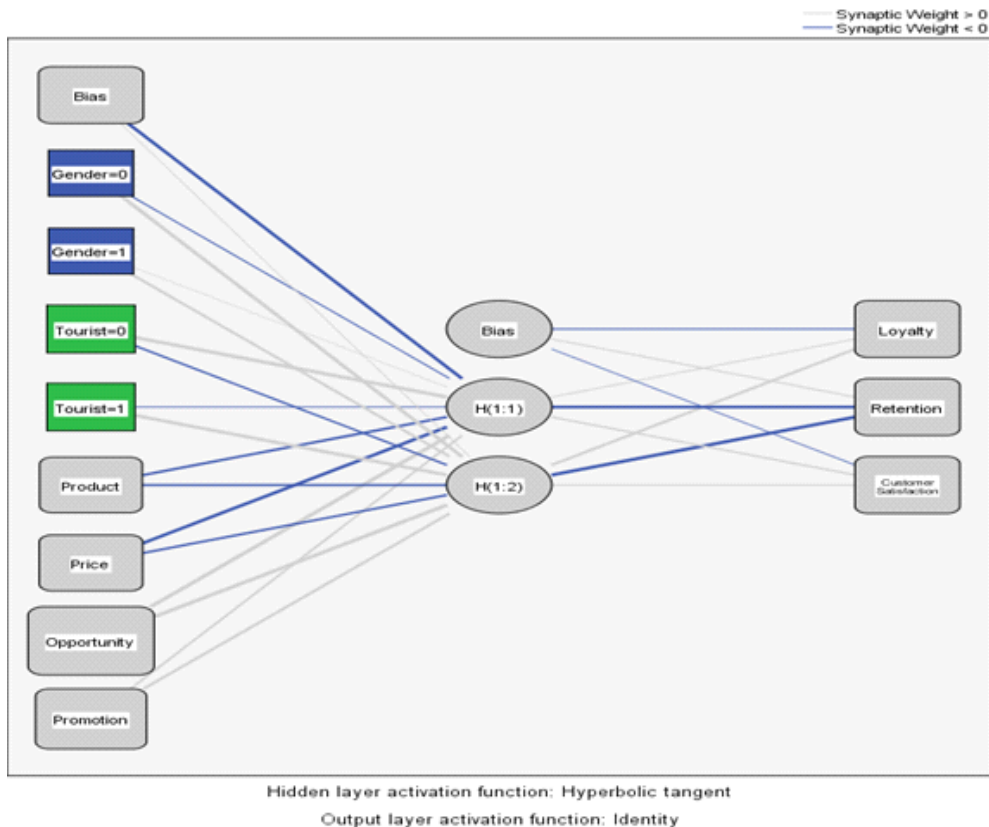 Synaptic Weight > 0
Synaptic Weight < 0
Bias
Gender=0
Gender=1
Tourist=0
Tourist=1
Product
Price
Opportunity
Promotion
Bias
H(1:1)
H(1:2)
Loyalty
Retention
Customer
Satisfaction
Hidden layer activation function: Hyperbolic tangent
Output layer activation function: Identity